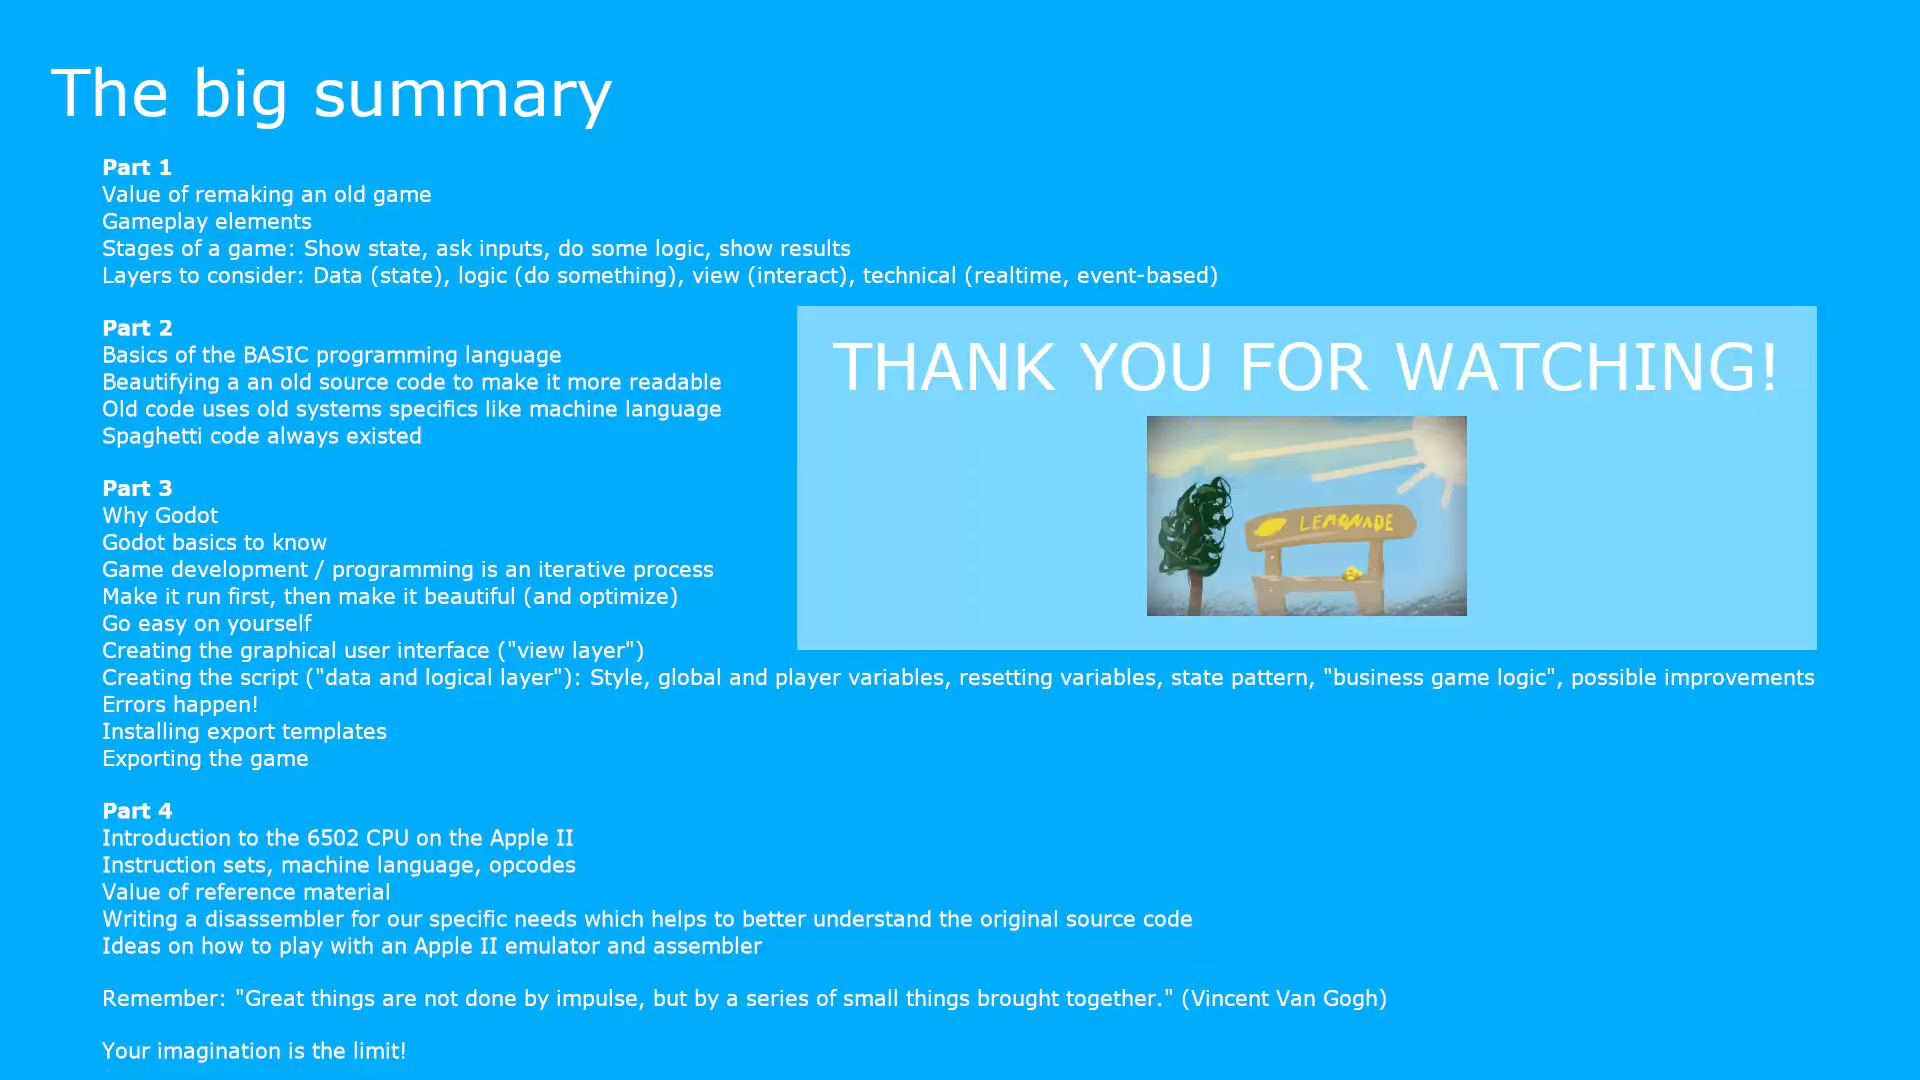 The big summary
Part 1
Value of remaking an old game
Gameplay elements
Stages of a game: Show state, ask inputs, do some logic, show results
Layers to consider: Data (state), logic (do something), view (interact), technical (realtime, event-based)
Part 2
Basics of the BASIC programming language
Beautifying a an old source code to make it more readable
Old code uses old systems specifics like machine language
Spaghetti code always existed
THANK YOU FOR WATCHING!
LEMONADE
Part 3
Why Godot
Godot basics to know
Game development / programming is an iterative process
Make it run first, then make it beautiful (and optimize)
Go easy on yourself
Creating the graphical user interface ("view layer")
Creating the script ("data and logical layer"): Style, global and player variables, resetting variables, state pattern, "business game logic", possible improvements
Errors happen!
Installing export templates
Exporting the game
Part 4
Introduction to the 6502 CPU on the Apple II
Instruction sets, machine language, opcodes
Value of reference material
Writing a disassembler for our specific needs which helps to better understand the original source code
Ideas on how to play with an Apple II emulator and assembler
Remember: "Great things are not done by impulse, but by a series of small things brought together." (Vincent Van Gogh)
Your imagination is the limit!